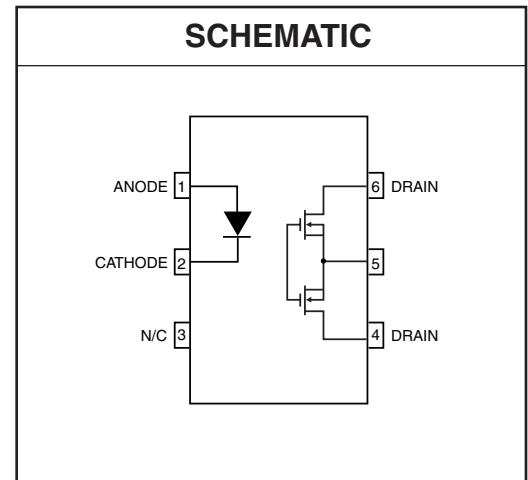 SCHEMATIC
ANODE 1
6 DRAIN
CATHODE 2
5
N/C 3
4 DRAIN